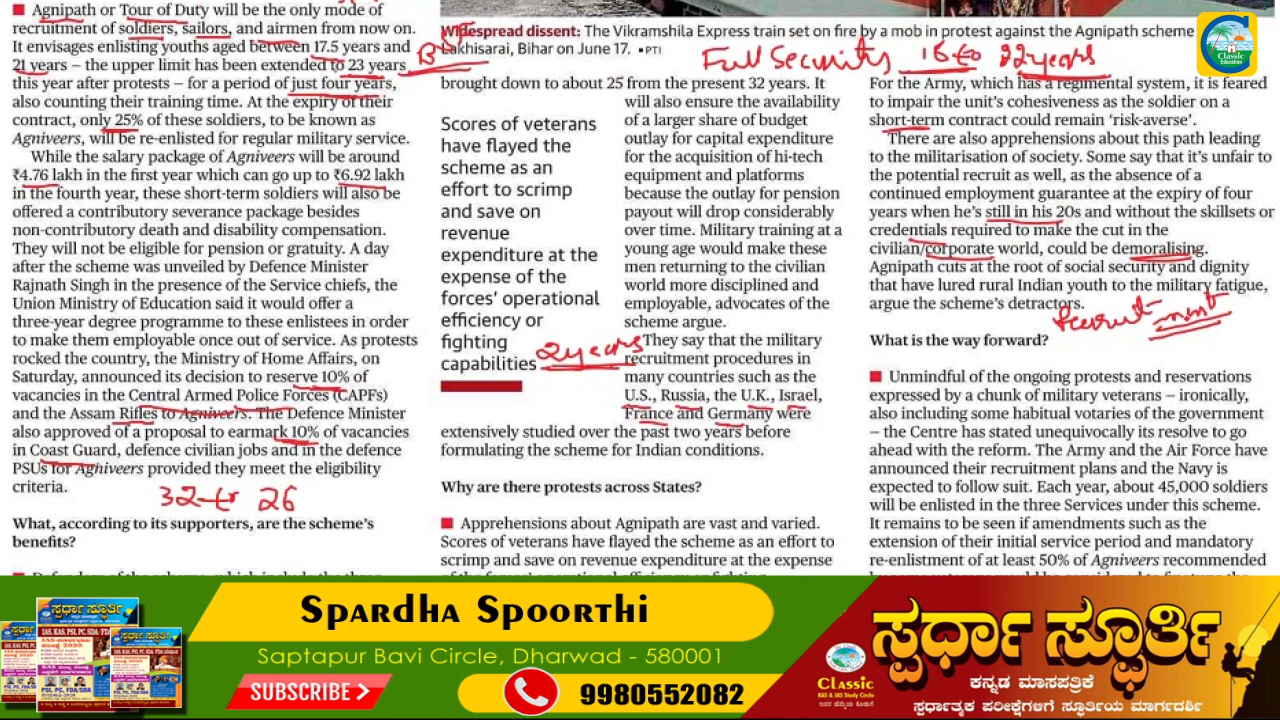 ■ Agnipath or Tour of Duty will be the only mode of
recruitment of soldiers, sailors, and airmen from now on.
It envisages enlisting youths aged between 17.5 years and
21 years – the upper limit has been extended to 23 years
this year after protests – for a period of just four years,
also counting their training time. At the expiry of their
contract, only 25% of these soldiers, to be known as
Agniveers, will be re-enlisted for regular military service.
While the salary package of Agniveers will be around
₹4.76 lakh in the first year which can go up to ₹6.92 lakh
in the fourth year, these short-term soldiers will also be
offered a contributory severance package besides
non-contributory death and disability compensation.
They will not be eligible for pension or gratuity. A day
after the scheme was unveiled by Defence Minister
Rajnath Singh in the presence of the Service chiefs, the
Union Ministry of Education said it would offer a
three-year degree programme to these enlistees in order
to make them employable once out of service. As protests
rocked the country, the Ministry of Home Affairs, on
Saturday, announced its decision to reserve 10% of
vacancies in the Central Armed Police Forces (CAPFs)
and the Assam Rifles to Agniveers. The Defence Minister
also approved of a proposal to earmark 10% of vacancies
in Coast Guard, defence civilian jobs and in the defence
PSUs for Aghiveers provided they meet the eligibility
criteria.
32 to 26
What, according to its supporters, are the scheme's
benefits?
Widespread dissent: The Vikramshila Express train set on fire by a mob in protest against the Agnipath scheme
Lakhisarai, Bihar on June 17. •PTI
Full Security 16 to 22 years
brought down to about 25 from the present 32 years. It
will also ensure the availability
of a larger share of budget
outlay for capital expenditure
for the acquisition of hi-tech
equipment and platforms
because the outlay for pension
payout will drop considerably
over time. Military training at a
young age would make these
men returning to the civilian
world more disciplined and
employable, advocates of the
scheme argue.
They say that the military
recruitment procedures in
many countries such as the
U.S., Russia, the U.K., Israel,
France and Germany were
extensively studied over the past two years before
formulating the scheme for Indian conditions.
Scores of veterans
have flayed the
scheme as an
effort to scrimp
and save on
revenue
expenditure at the
expense of the
forces' operational
efficiency or
fighting
capabilities
2 years
Why are there protests across States?
■ Apprehensions about Agnipath are vast and varied.
Scores of veterans have flayed the scheme as an effort to
scrimp and save on revenue expenditure at the expense
For the Army, which has a regimental system, it is feared
to impair the unit's cohesiveness as the soldier on a
short-term contract could remain 'risk-averse'.
There are also apprehensions about this path leading
to the militarisation of society. Some say that it's unfair to
the potential recruit as well, as the absence of a
continued employment guarantee at the expiry of four
years when he's still in his 20s and without the skillsets or
credentials required to make the cut in the
civilian/corporate world, could be demoralising.
Agnipath cuts at the root of social security and dignity
that have lured rural Indian youth to the military fatigue,
argue the scheme's detractors.
Recruit-
ment
What is the way forward?
■ Unmindful of the ongoing protests and reservations
expressed by a chunk of military veterans – ironically,
also including some habitual votaries of the government
– the Centre has stated unequivocally its resolve to go
ahead with the reform. The Army and the Air Force have
announced their recruitment plans and the Navy is
expected to follow suit. Each year, about 45,000 soldiers
will be enlisted in the three Services under this scheme.
It remains to be seen if amendments such as the
extension of their initial service period and mandatory
re-enlistment of at least 50% of Agniveers recommended
Classic
Education
Spardha Spoorthi
Saptapur Bavi Circle, Dharwad - 580001
SUBSCRIBE
9980552082
Classic
KAS & IAS Study Circle
ಸ್ಪರ್ಧಾ ಸ್ಫೂರ್ತಿ
ಕನ್ನಡ ಮಾಸಪತ್ರಿಕೆ
ಸ್ಪರ್ಧಾತ್ಮಕ ಪರೀಕ್ಷೆಗಳಿಗೆ ಸ್ಫೂರ್ತಿಯ ಮಾರ್ಗದರ್ಶಿ